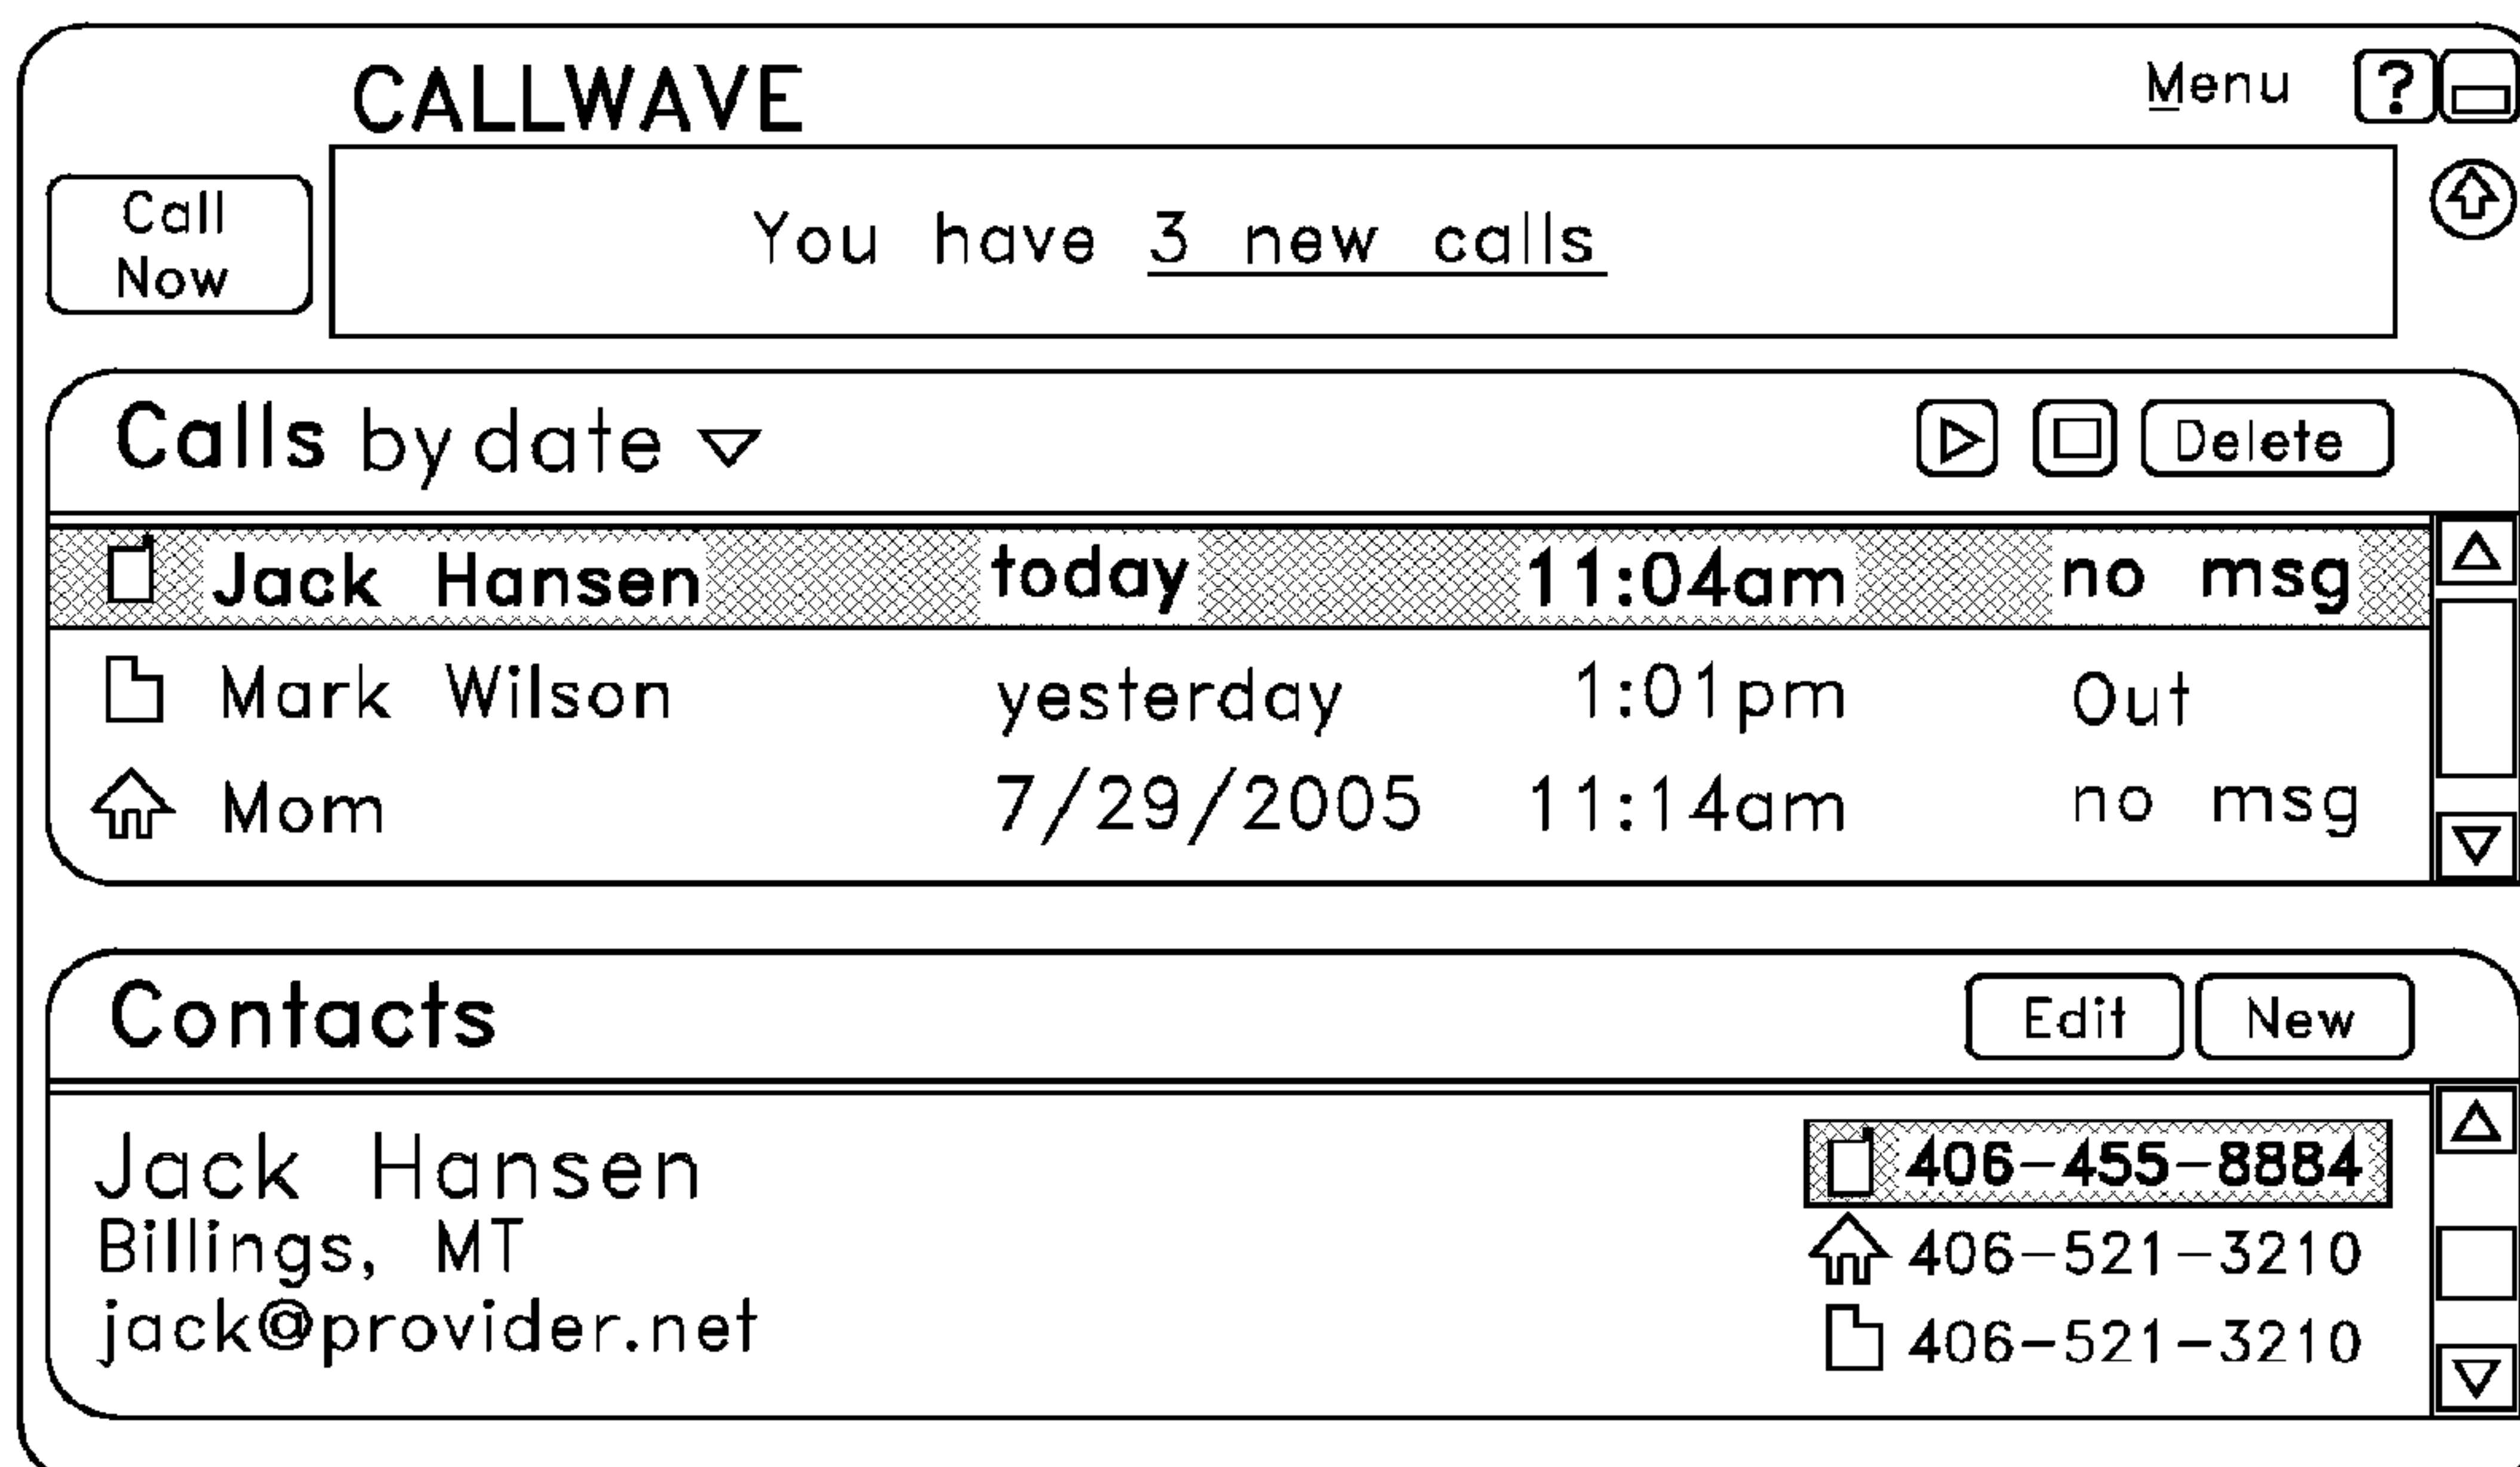 CALLWAVE Menu ?
Call
Now
You have 3 new calls
Calls by date Delete
Jack Hansen today 11:04am no msg
Mark Wilson yesterday 1:01pm Out
Mom 7/29/2005 11:14am no msg
Contacts Edit New
Jack Hansen 406-455-8884
Billings, MT 406-521-3210
jack@provider.net 406-521-3210